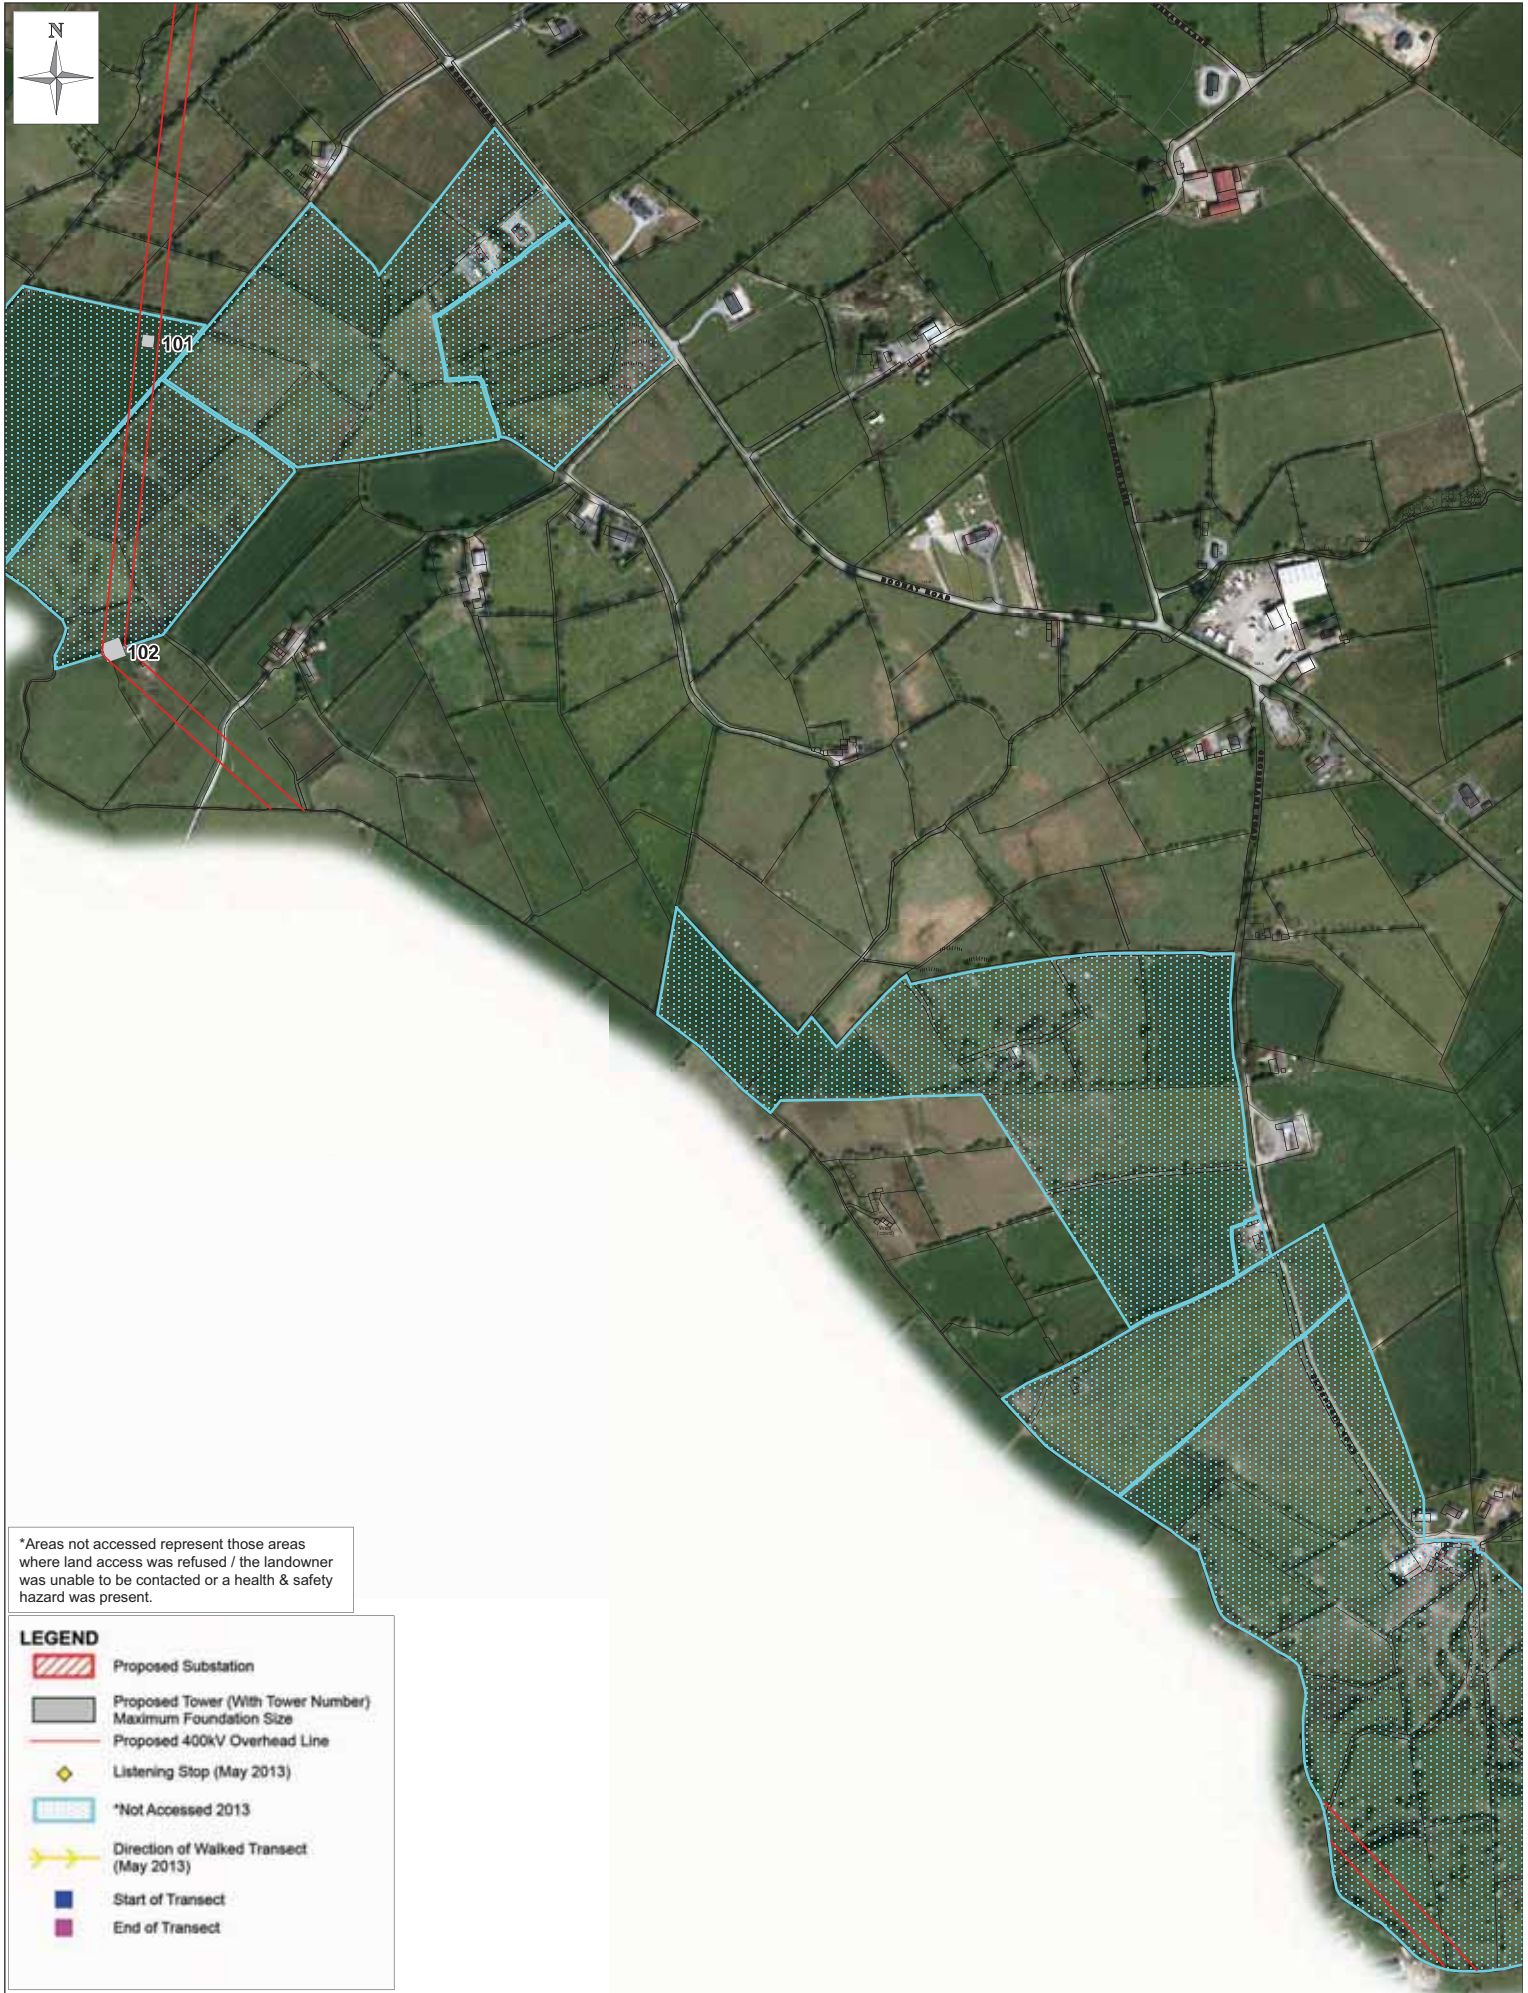 N
101
102
DOOHAT ROAD
*Areas not accessed represent those areas
where land access was refused / the landowner
was unable to be contacted or a health & safety
hazard was present.
LEGEND
Proposed Substation
Proposed Tower (With Tower Number)
Maximum Foundation Size
Proposed 400kV Overhead Line
Listening Stop (May 2013)
*Not Accessed 2013
Direction of Walked Transect
(May 2013)
Start of Transect
End of Transect